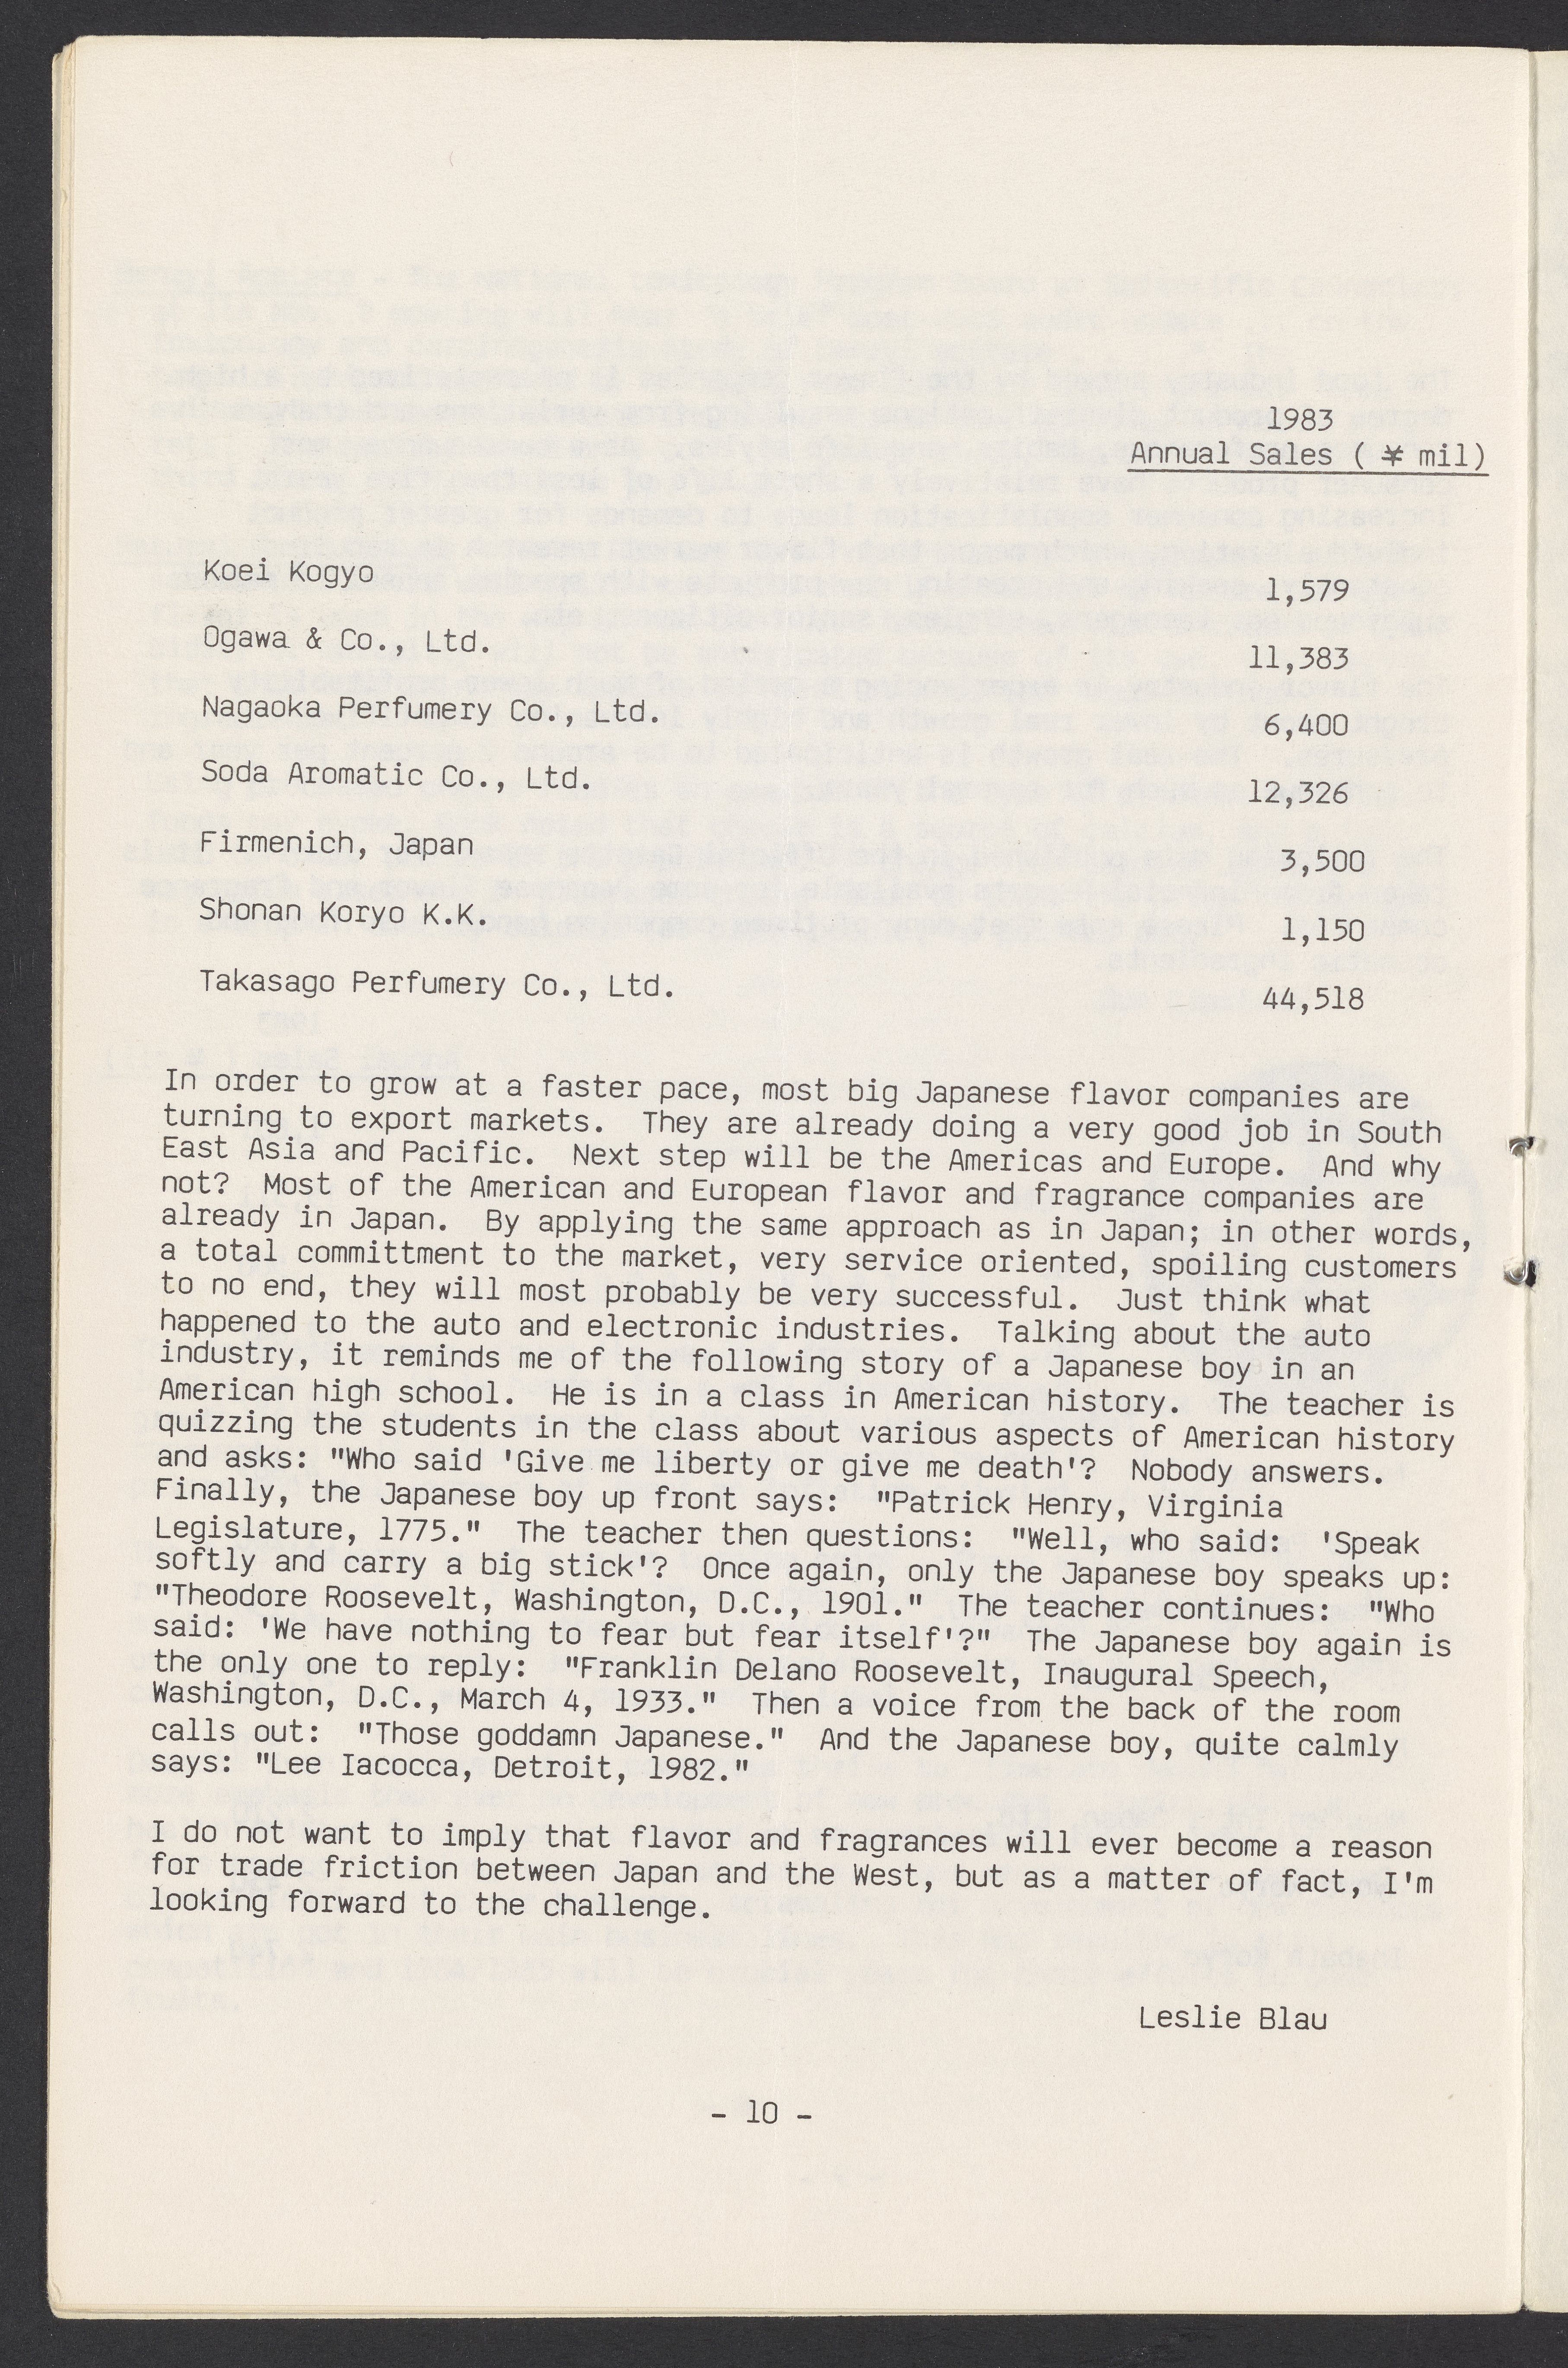 1983
Annual Sales ( ¥ mil)
Koei Kogyo 1,579
Ogawa & Co., Ltd. 11,383
Nagaoka Perfumery Co., Ltd. 6,400
Soda Aromatic Co., Ltd. 12,326
Firmenich, Japan 3,500
Shonan Koryo K.K. 1,150
Takasago Perfumery Co., Ltd. 44,518
In order to grow at a faster pace, most big Japanese flavor companies are
turning to export markets. They are already doing a very good job in South
East Asia and Pacific. Next step will be the Americas and Europe. And why
not? Most of the American and European flavor and fragrance companies are
already in Japan. By applying the same approach as in Japan; in other words,
a total committment to the market, very service oriented, spoiling customers
to no end, they will most probably be very successful. Just think what
happened to the auto and electronic industries. Talking about the auto
industry, it reminds me of the following story of a Japanese boy in an
American high school. He is in a class in American history. The teacher is
quizzing the students in the class about various aspects of American history
and asks: "Who said 'Give me liberty or give me death'? Nobody answers.
Finally, the Japanese boy up front says: "Patrick Henry, Virginia
Legislature, 1775." The teacher then questions: "Well, who said: 'Speak
softly and carry a big stick'? Once again, only the Japanese boy speaks up:
"Theodore Roosevelt, Washington, D.C., 1901." The teacher continues: "Who
said: 'We have nothing to fear but fear itself'?" The Japanese boy again is
the only one to reply: "Franklin Delano Roosevelt, Inaugural Speech,
Washington, D.C., March 4, 1933." Then a voice from the back of the room
calls out: "Those goddamn Japanese." And the Japanese boy, quite calmly
says: "Lee Iacocca, Detroit, 1982."
I do not want to imply that flavor and fragrances will ever become a reason
for trade friction between Japan and the West, but as a matter of fact, I'm
looking forward to the challenge.
Leslie Blau
- 10 -